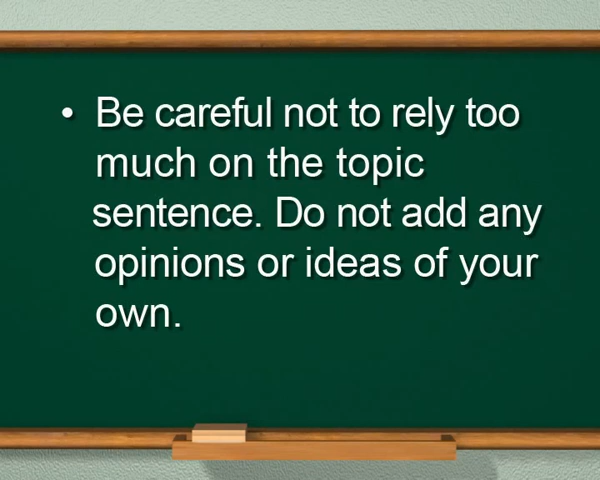 • Be careful not to rely too
much on the topic
sentence. Do not add any
opinions or ideas of your
own.